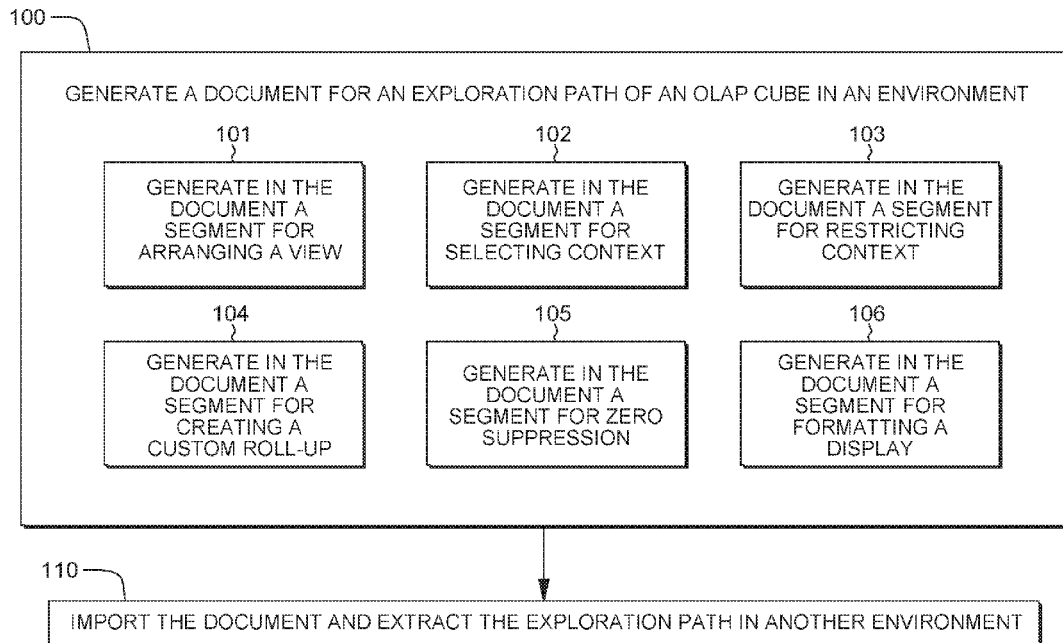 100
GENERATE A DOCUMENT FOR AN EXPLORATION PATH OF AN OLAP CUBE IN AN ENVIRONMENT
101
GENERATE IN THE
DOCUMENT A
SEGMENT FOR
ARRANGING A VIEW
102
GENERATE IN THE
DOCUMENT A
SEGMENT FOR
SELECTING CONTEXT
103
GENERATE IN THE
DOCUMENT A SEGMENT
FOR RESTRICTING
CONTEXT
104
GENERATE IN THE
DOCUMENT A
SEGMENT FOR
CREATING A
CUSTOM ROLL-UP
105
GENERATE IN THE
DOCUMENT A
SEGMENT FOR ZERO
SUPPRESSION
106
GENERATE IN THE
DOCUMENT A
SEGMENT FOR
FORMATTING A
DISPLAY
110
IMPORT THE DOCUMENT AND EXTRACT THE EXPLORATION PATH IN ANOTHER ENVIRONMENT